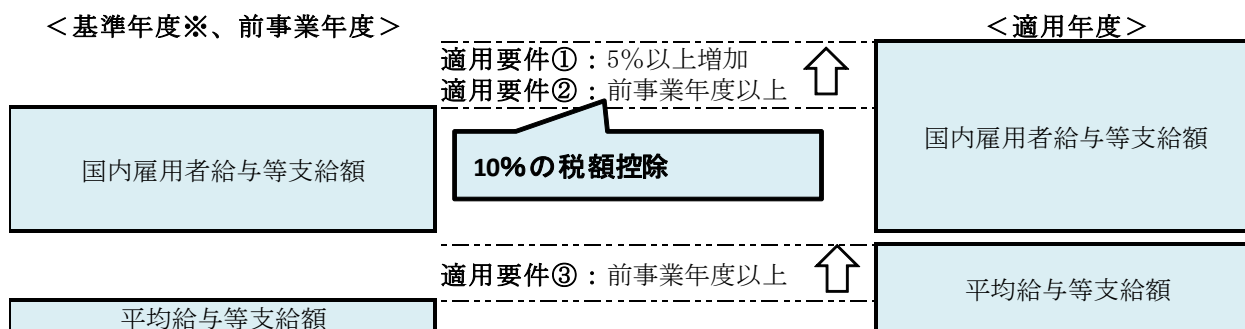 ＜基準年度※、前事業年度＞
＜適用年度＞
適用要件①：5%以上増加
適用要件②：前事業年度以上
国内雇用者給与等支給額
10%の税額控除
国内雇用者給与等支給額
適用要件③：前事業年度以上
平均給与等支給額
平均給与等支給額